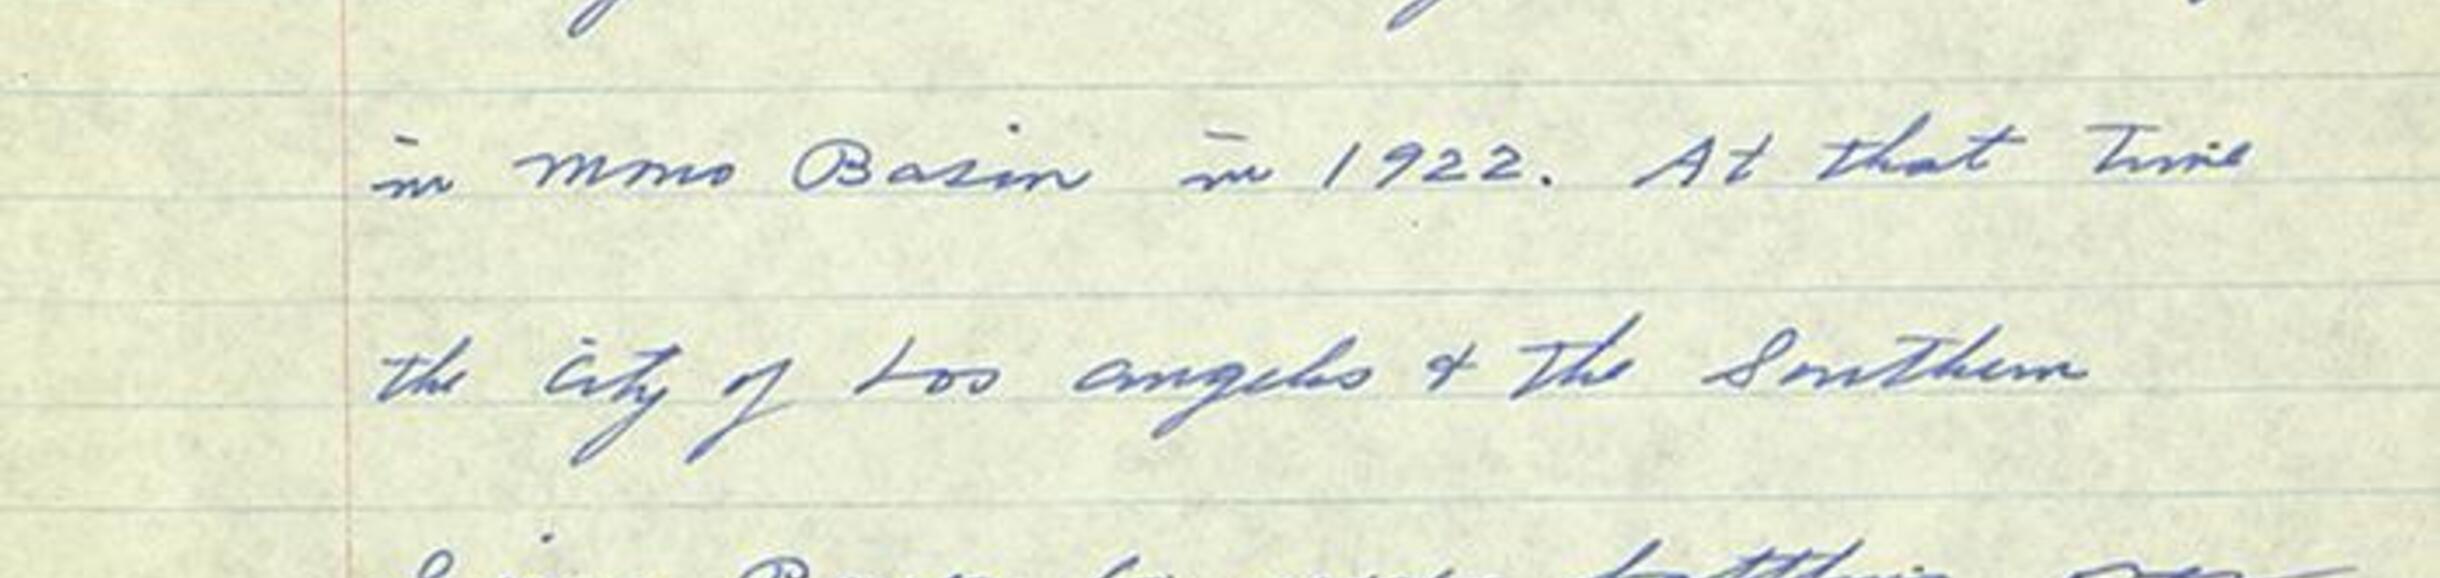 in Mono Basin in 1922. At that Time
the City of Los angeles & The Southern